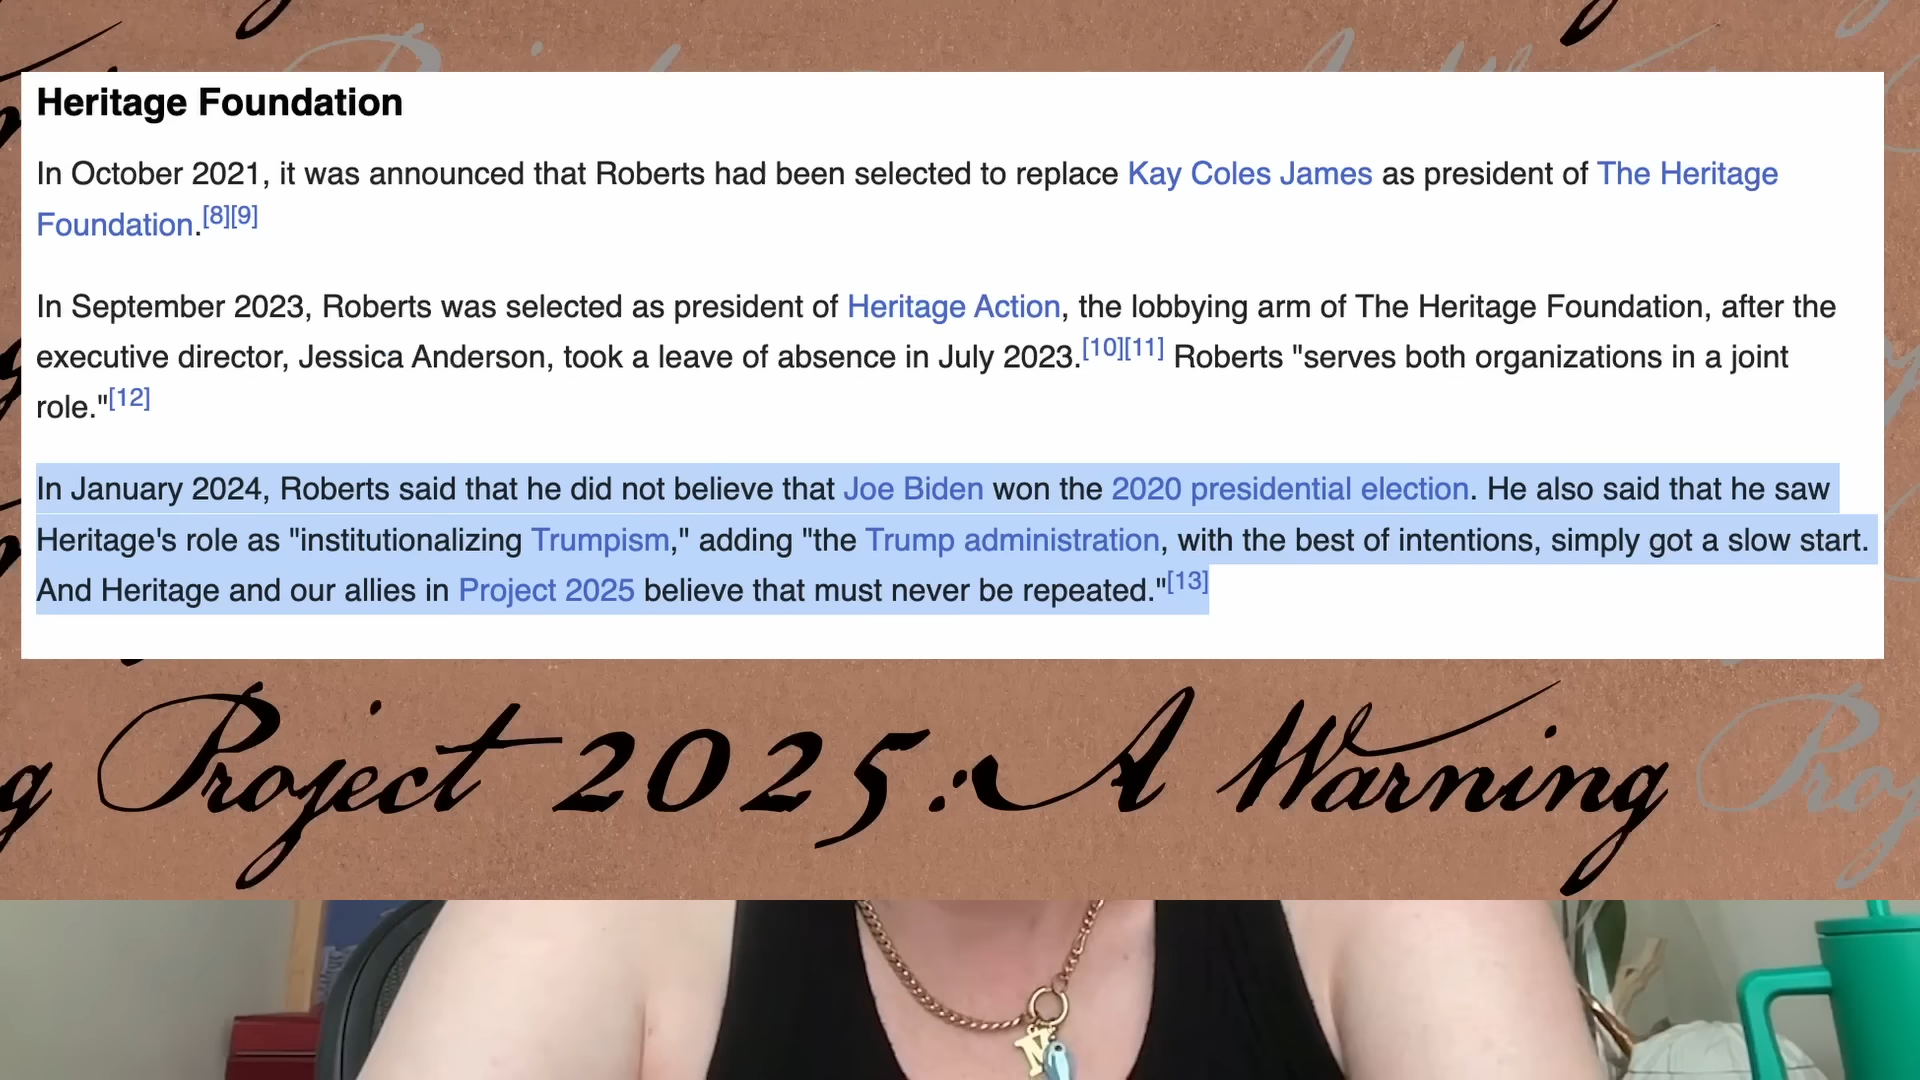 Heritage Foundation
In October 2021, it was announced that Roberts had been selected to replace Kay Coles James as president of The Heritage
Foundation.[8][9]
In September 2023, Roberts was selected as president of Heritage Action, the lobbying arm of The Heritage Foundation, after the
executive director, Jessica Anderson, took a leave of absence in July 2023.[10][11] Roberts "serves both organizations in a joint
role."[12]
In January 2024, Roberts said that he did not believe that Joe Biden won the 2020 presidential election. He also said that he saw
Heritage's role as "institutionalizing Trumpism," adding "the Trump administration, with the best of intentions, simply got a slow start.
And Heritage and our allies in Project 2025 believe that must never be repeated."[13]
g Project 2025: A Warning Proj
N